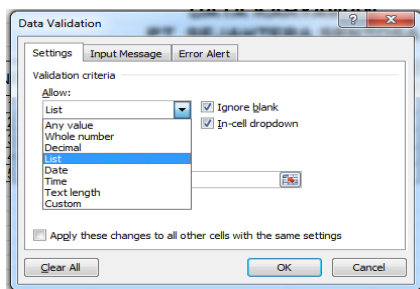 Data Validation
Settings Input Message Error Alert
Validation criteria
Allow:
List
Ignore blank
Any value
In-cell dropdown
Whole number
Decimal
List
Date
Time
Text length
Custom
Apply these changes to all other cells with the same settings
Clear All OK Cancel